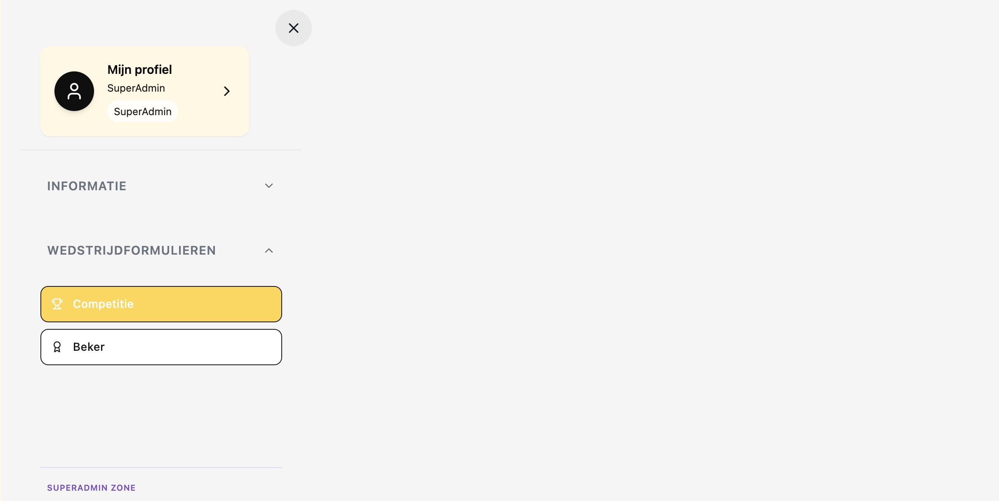 Mijn profiel
SuperAdmin
SuperAdmin
INFORMATIE
WEDSTRIJDFORMULIEREN
Competitie
Beker
SUPERADMIN ZONE